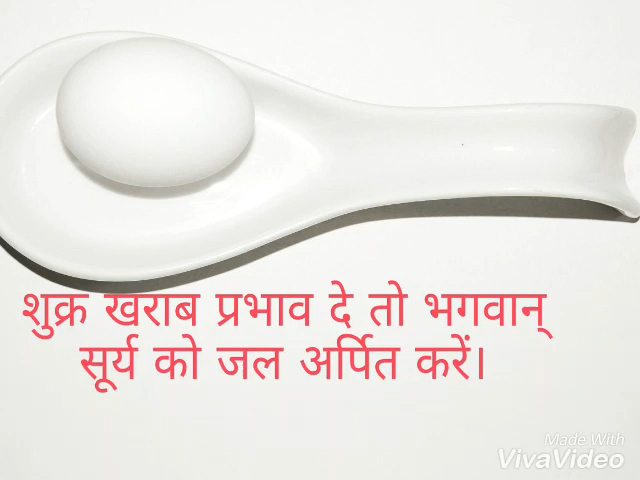 शुक्र खराब प्रभाव दे तो भगवान्
सूर्य को जल अर्पित करें।
Made With
VivaVideo